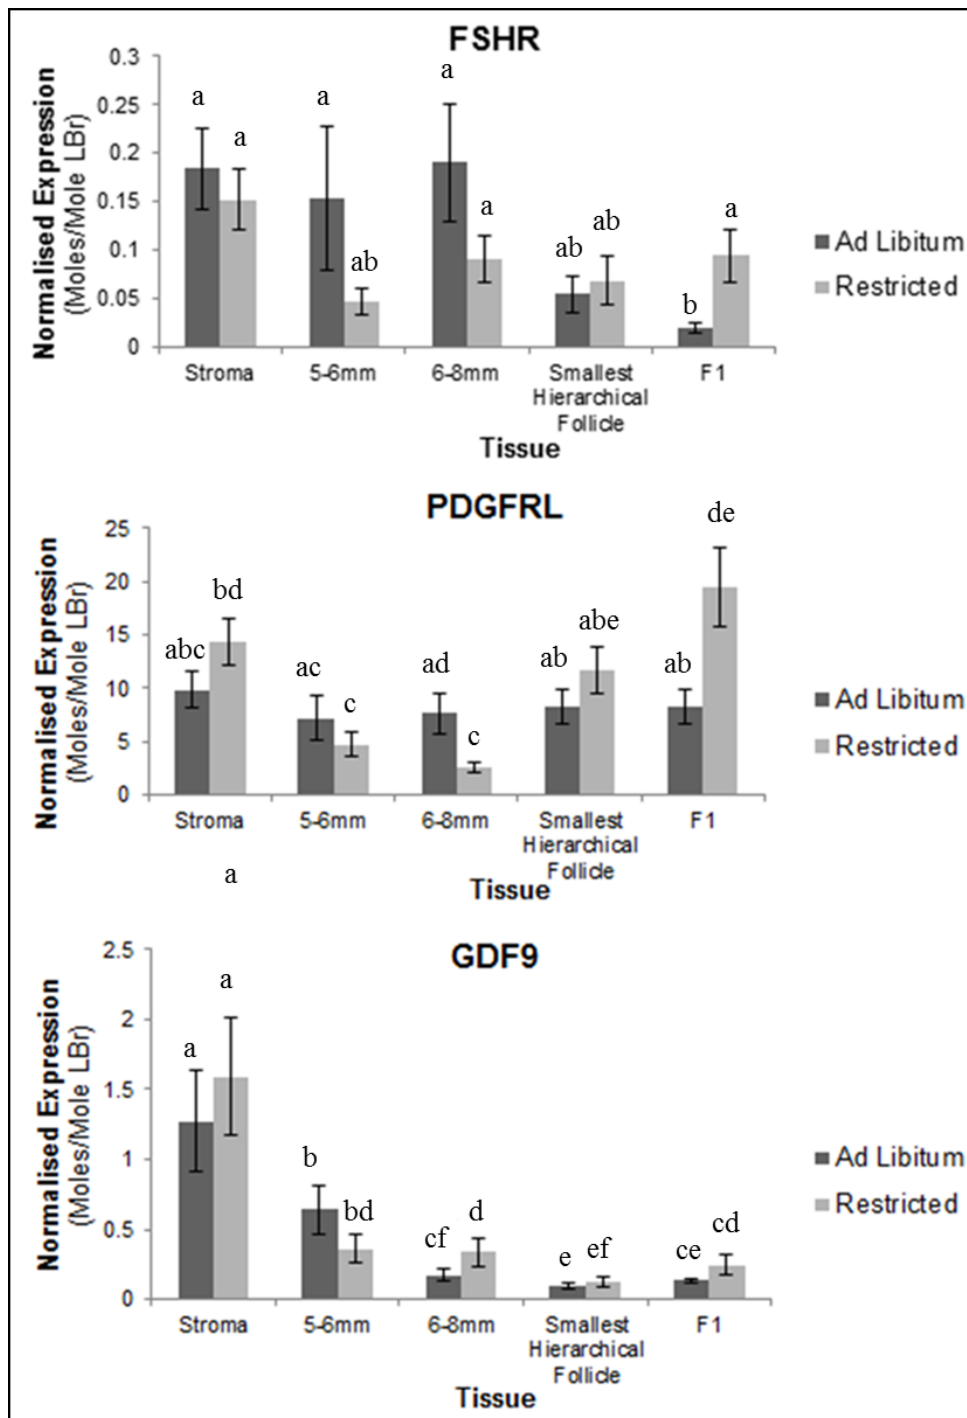 FSHR
Normalised Expression
(Moles/Mole LBr)
0.3
0.25
0.2
0.15
0.1
0.05
0
a
a
a
ab
a
a
ab
ab
b
a
Stroma
5-6mm
6-8mm
Smallest
Hierarchical
Follicle
F1
Tissue
Ad Libitum
Restricted
PDGFRL
Normalised Expression
(Moles/Mole LBr)
25
20
15
10
5
0
abc
bd
ac
c
ad
c
ab
abe
ab
de
Stroma
5-6mm
6-8mm
Smallest
Hierarchical
Follicle
F1
Tissue
Ad Libitum
Restricted
a
GDF9
Normalised Expression
(Moles/Mole LBr)
2.5
2
1.5
1
0.5
0
a
a
b
bd
cf
d
e
ef
ce
cd
Stroma
5-6mm
6-8mm
Smallest
Hierarchical
Follicle
F1
Tissue
Ad Libitum
Restricted